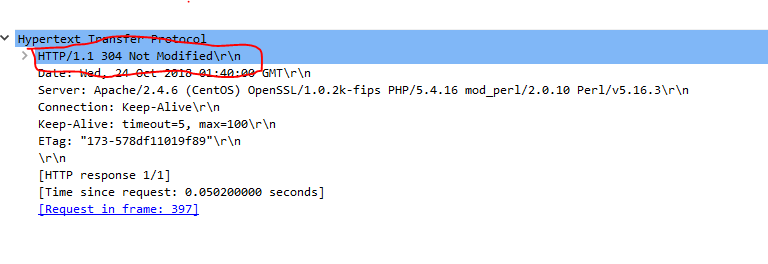 Hypertext Transfer Protocol
HTTP/1.1 304 Not Modified\r\n
Date: Wed, 24 Oct 2018 01:40:00 GMT\r\n
Server: Apache/2.4.6 (CentOS) OpenSSL/1.0.2k-fips PHP/5.4.16 mod_perl/2.0.10 Perl/v5.16.3\r\n
Connection: Keep-Alive\r\n
Keep-Alive: timeout=5, max=100\r\n
ETag: "173-578df11019f89"\r\n
\r\n
[HTTP response 1/1]
[Time since request: 0.050200000 seconds]
[Request in frame: 397]